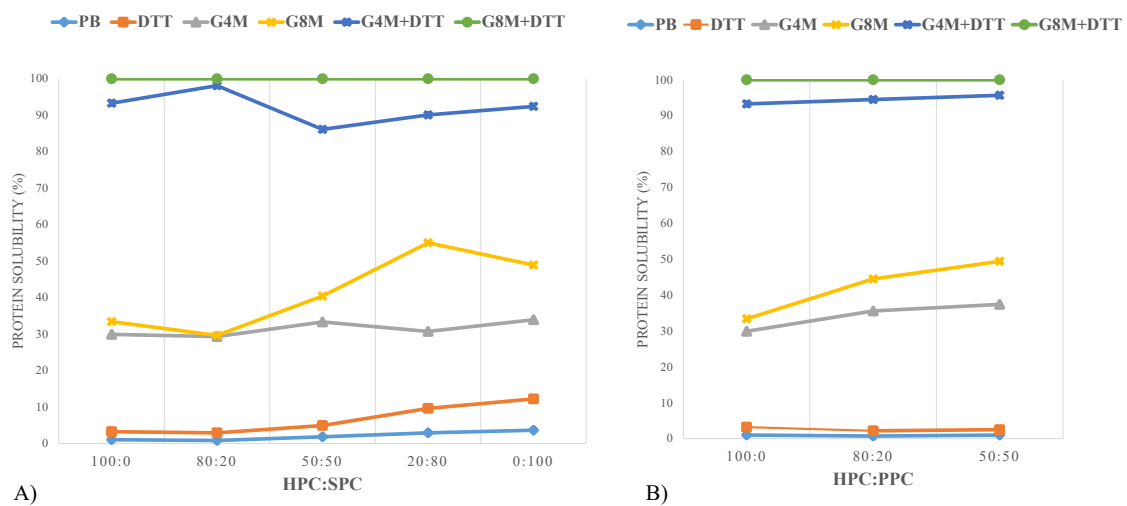 PB DTT G4M G8M G4M+DTT G8M+DTT
100
90
80
70
60
50
40
30
20
10
0
PROTEIN SOLUBILITY (%)
100:0 80:20 50:50 20:80 0:100
HPC:SPC
A)
PB DTT G4M G8M G4M+DTT G8M+DTT
100
90
80
70
60
50
40
30
20
10
0
PROTEIN SOLUBILITY (%)
100:0 80:20 50:50
HPC:PPC
B)